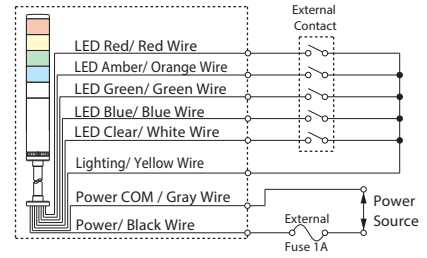 External
Contact
LED Red/ Red Wire
LED Amber/ Orange Wire
LED Green/ Green Wire
LED Blue/ Blue Wire
LED Clear/ White Wire
Lighting/ Yellow Wire
Power COM / Gray Wire
Power/ Black Wire
External
Fuse 1A
Power
Source